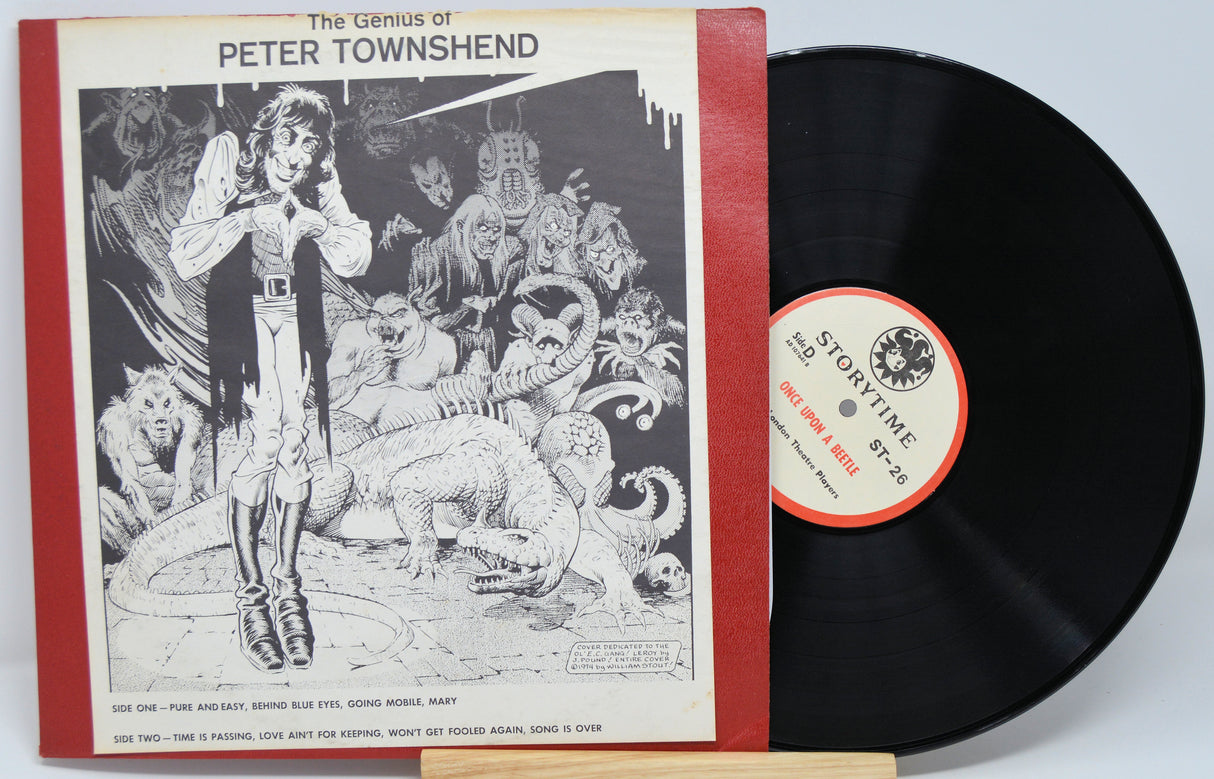 The Genius of
PETER TOWNSHEND
COVER DEDICATED TO THE
OL' E.C. GANG! LEROY by
J. POUND! ENTIRE COVER
©1974 by WILLIAM STOUT!
SIDE ONE — PURE AND EASY, BEHIND BLUE EYES, GOING MOBILE, MARY
SIDE TWO — TIME IS PASSING, LOVE AIN'T FOR KEEPING, WON'T GET FOOLED AGAIN, SONG IS OVER
STORYTIME
Side D
ST-26
ONCE UPON A BEETLE
London Theatre Players